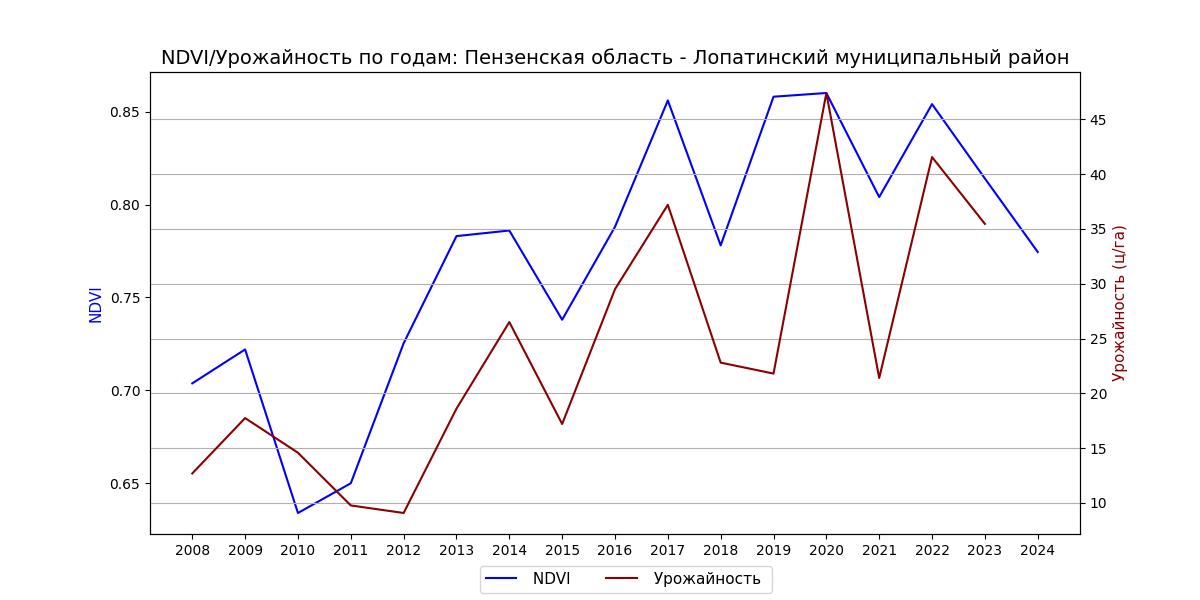 NDVI/Урожайность по годам: Пензенская область - Лопатинский муниципальный район
0.85
0.80
0.75
0.70
0.65
NDVI
45
40
35
30
25
20
15
10
Урожайность (ц/га)
2008 2009 2010 2011 2012 2013 2014 2015 2016 2017 2018 2019 2020 2021 2022 2023 2024
NDVI Урожайность